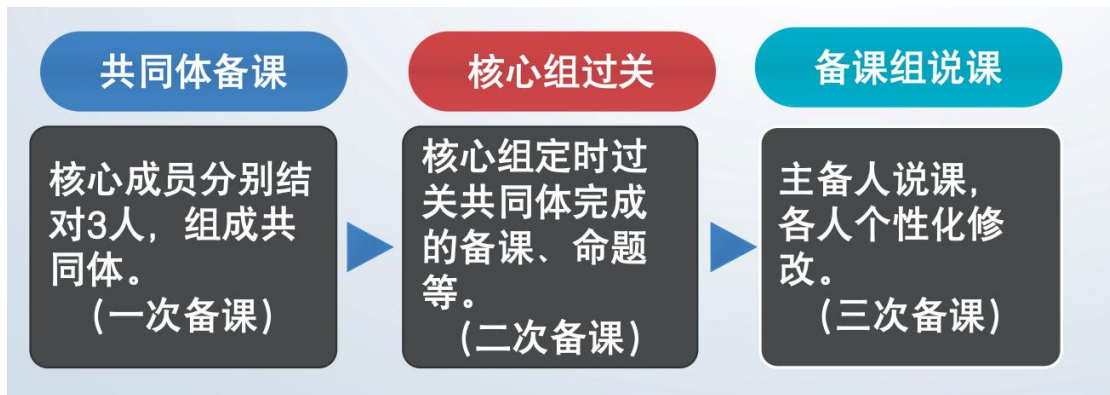 共同体备课
核心成员分别结
对3人，组成共
同体。
（一次备课）
核心组过关
核心组定时过
关共同体完成
的备课、命题
等。
（二次备课）
备课组说课
主备人说课，
各人个性化修
改。
（三次备课）